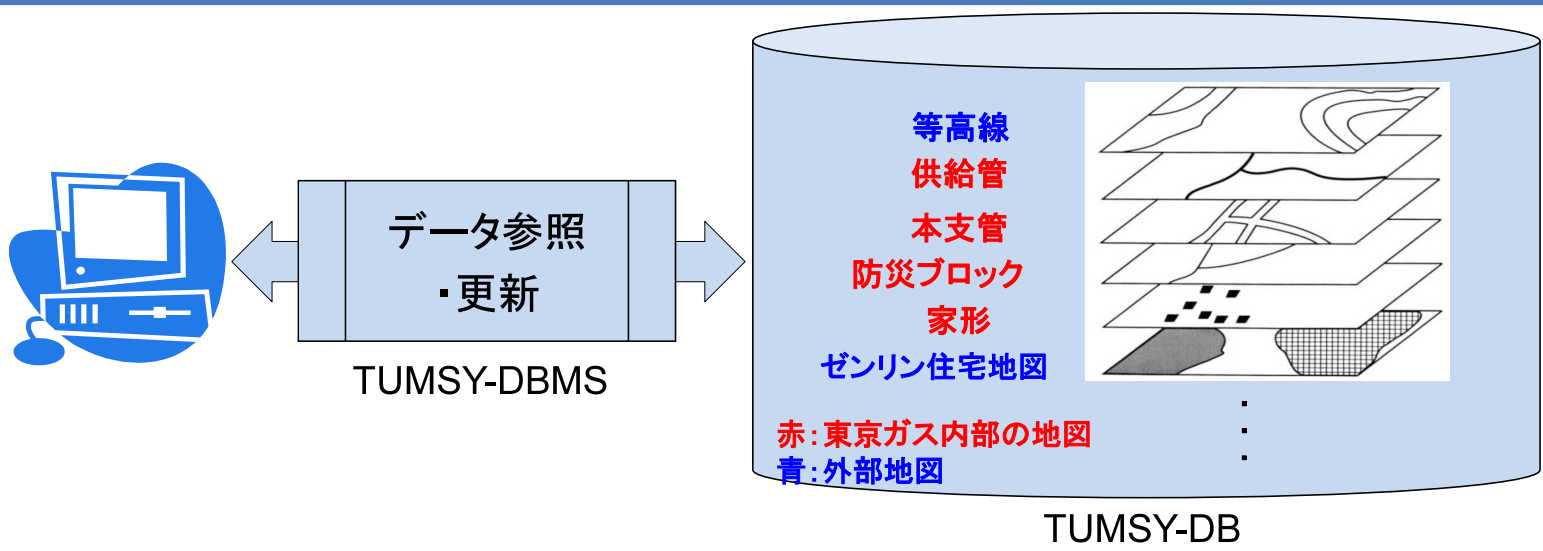 データ参照
・更新
TUMSY-DBMS
等高線
供給管
本支管
防災ブロック
家形
ゼンリン住宅地図
赤：東京ガス内部の地図
青：外部地図
・
・
・
TUMSY-DB